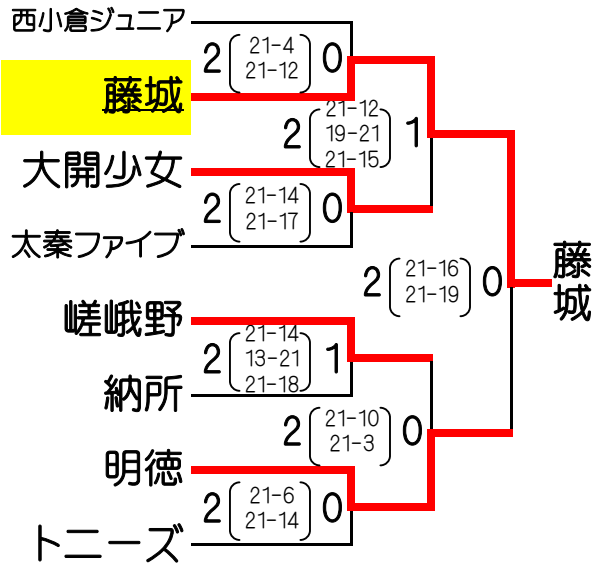 西小倉ジュニア
2 21-4 0
21-12
藤城
21-12
2 19-21 1
21-15
大開少女
2 21-14 0
21-17
太秦ファイブ
2 21-16 0
21-19
藤城
嵯峨野
21-14
2 13-21 1
21-18
納所
2 21-10 0
21-3
明徳
2 21-6 0
21-14
トニーズ